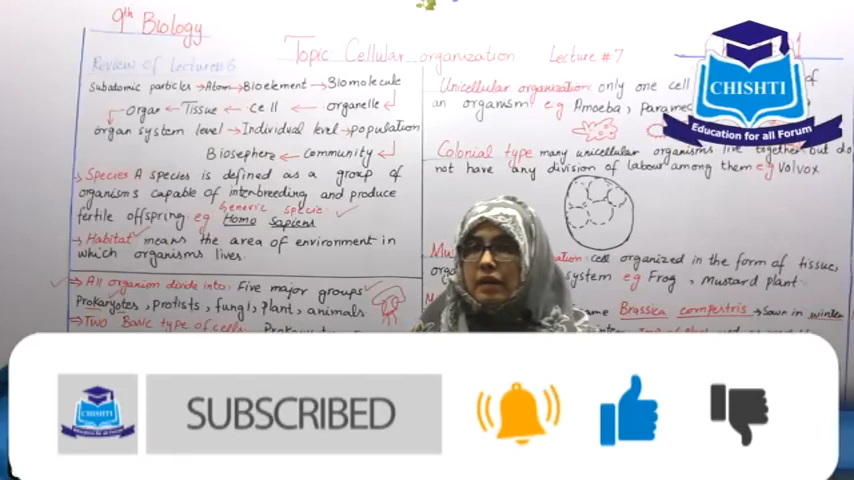 9th Biology
Topic: Cellular organization Lecture #7
Review of Lecture #6
Subatomic particles → Atom → Bioelement → Biomolecule
Organ ← Tissue ← Cell ← organelle
organ system level → Individual level → population
Biosphere ← Community
Species A species is defined as a group of
organisms capable of interbreeding and produce
fertile offspring. eg Homo Sapiens
Generic specie
Habitat means the area of environment in
which organisms lives.
All organism divide into: Five major groups
Prokaryotes, protists, fungi, plant, animals
Two Basic type of cells:
Unicellular organization: only one cell of
an organism e.g Amoeba,
Colonial type many unicellular organisms live together but do
not have any division of labour among them e.g Volvox
cell organized in the form of tissue,
system eg Frog, Mustard plant
Brassica compestris → Sown in winter
CHISHTI
Education for all Forum
CHISHTI
Education for all Forum
SUBSCRIBED